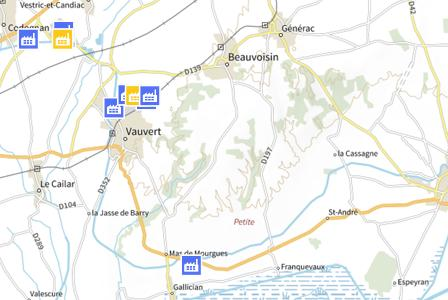 Vestric-et-Candiac
Codognan
Générac
D42
Beauvoisin
D139
Vauvert
D197
la Cassagne
D352
Le Cailar
D104
la Jasse de Barry
St-André
Petite
D289
Mas de Mourgues
Franquevaux
Gallician
Espeyran
Valescure